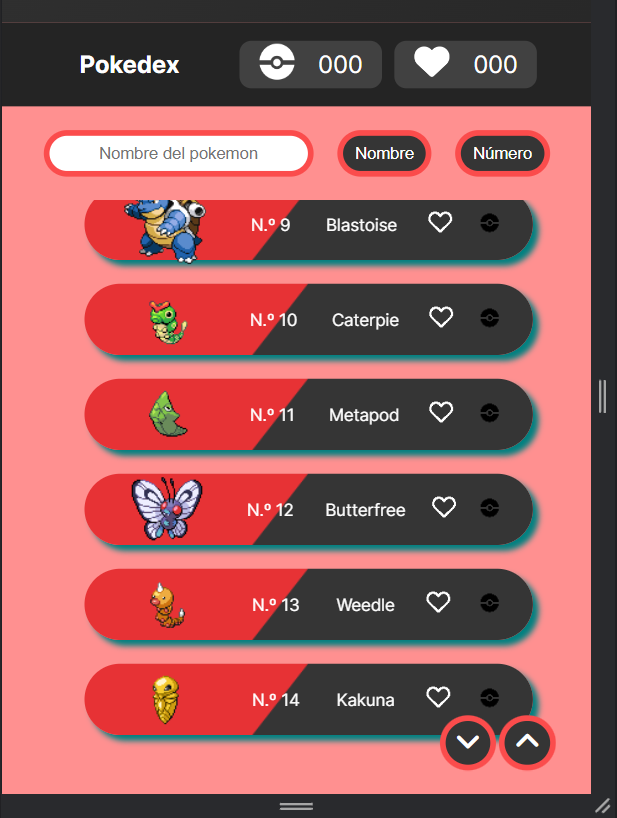 Pokedex 000 000
Nombre del pokemon Nombre Número
N.º 9 Blastoise
N.º 10 Caterpie
N.º 11 Metapod
N.º 12 Butterfree
N.º 13 Weedle
N.º 14 Kakuna